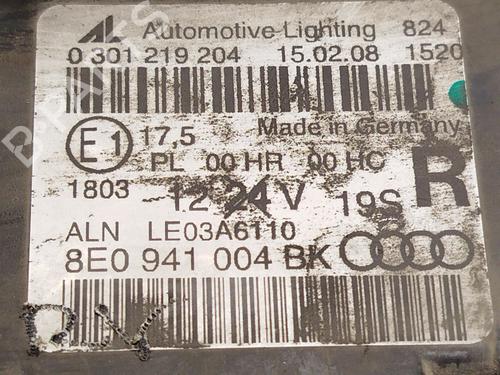 Automotive Lighting 824
0 301 219 204 15.02.08 1520
Made in Germany
E1 17,5
PL 00 HR 00 HC R
1803 12 24 V 19S
ALN LE03A6110
8E0 941 004 BK